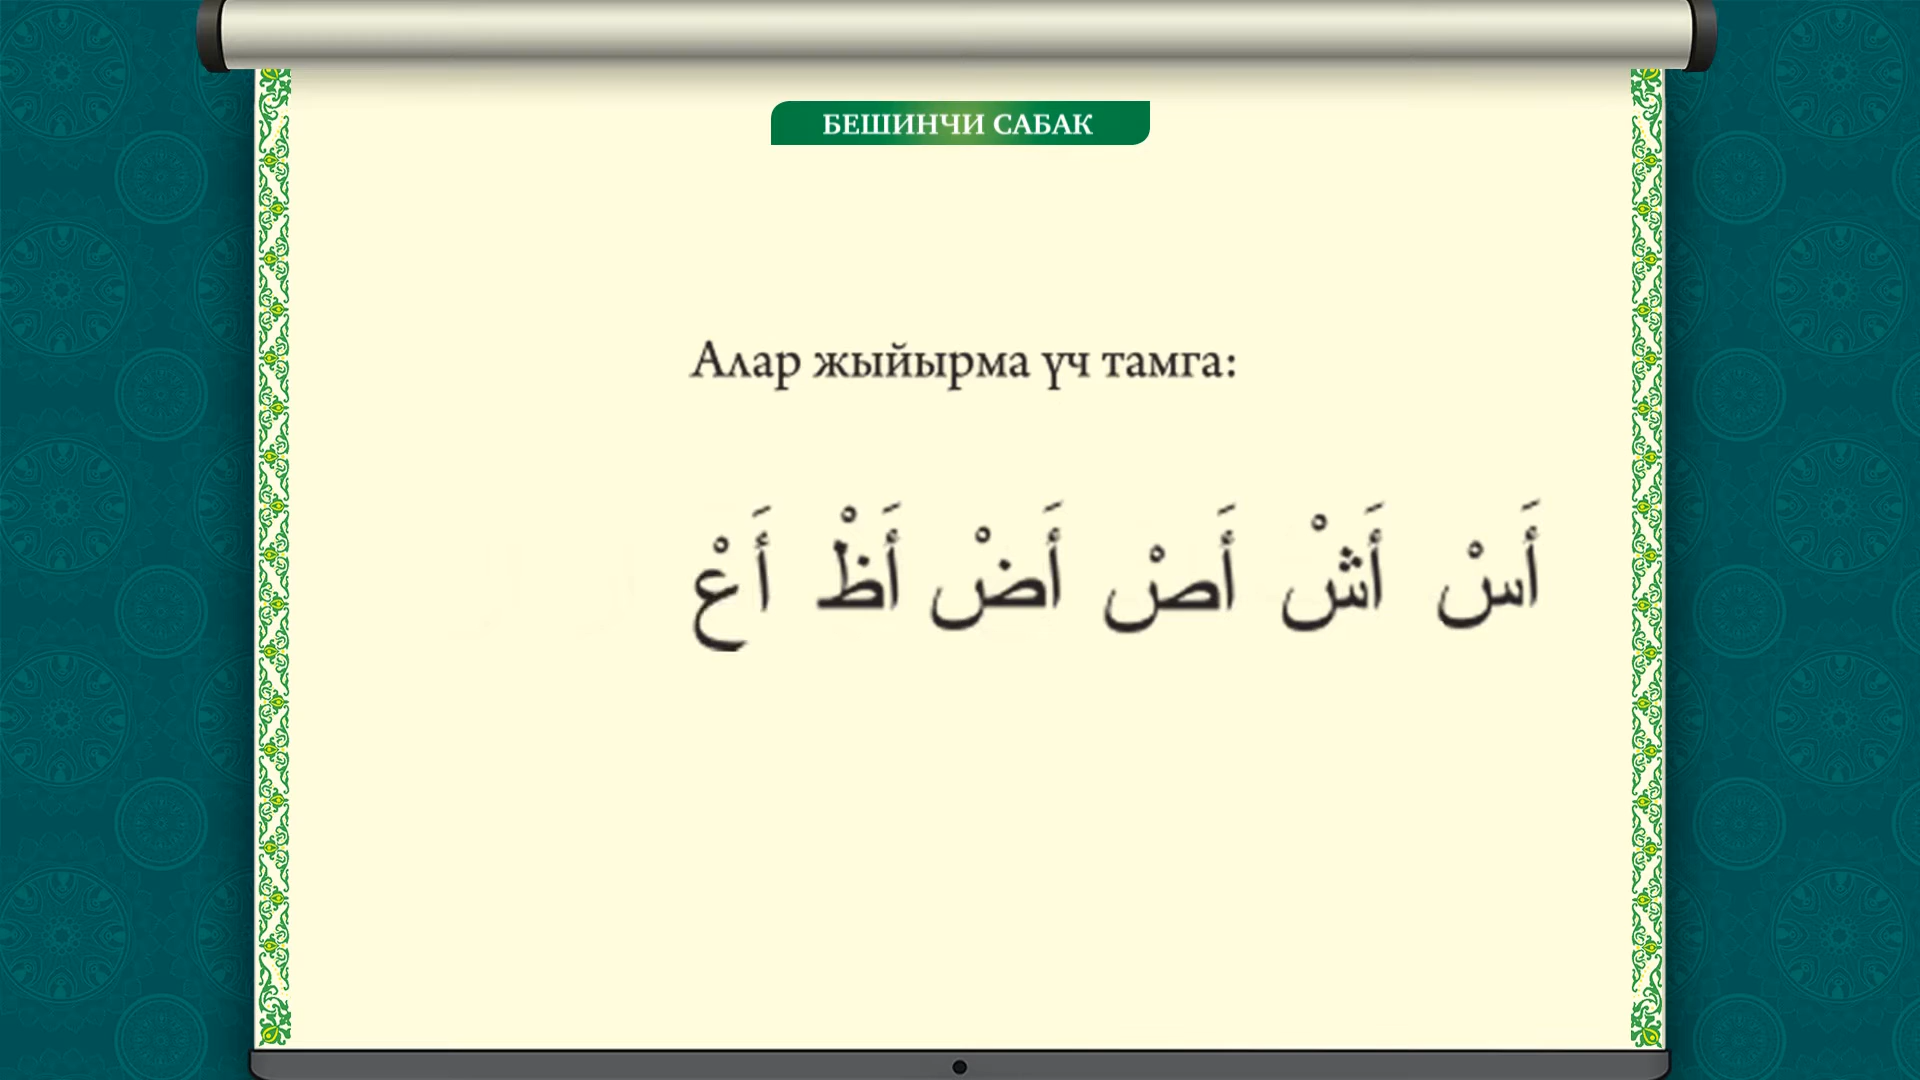 БЕШИНЧИ САБАК
Алар жыйырма үч тамга:
أَسْ أَشْ أَصْ أَضْ أَظْ أَعْ